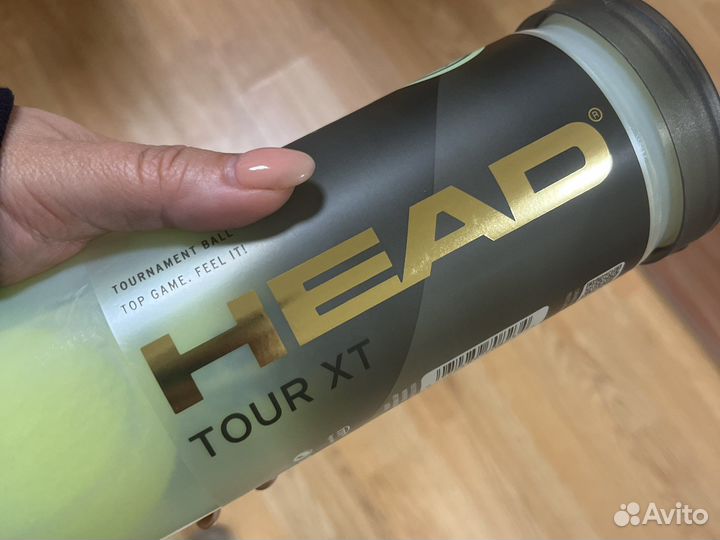 TOURNAMENT BALL
TOP GAME. FEEL IT!
HEAD®
TOUR XT
Avito